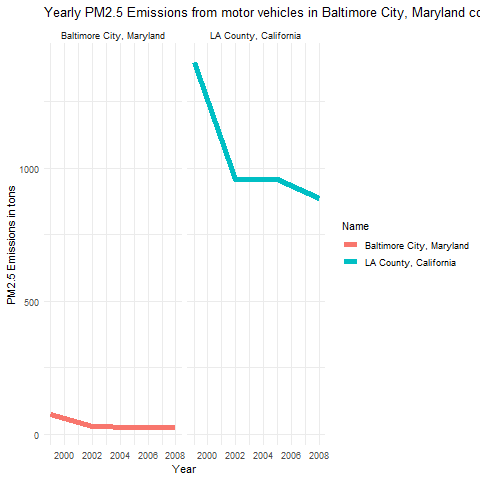 Yearly PM2.5 Emissions from motor vehicles in Baltimore City, Maryland co
Baltimore City, Maryland
LA County, California
PM2.5 Emissions in tons
1000
500
0
2000 2002 2004 2006 2008
2000 2002 2004 2006 2008
Year
Name
Baltimore City, Maryland
LA County, California